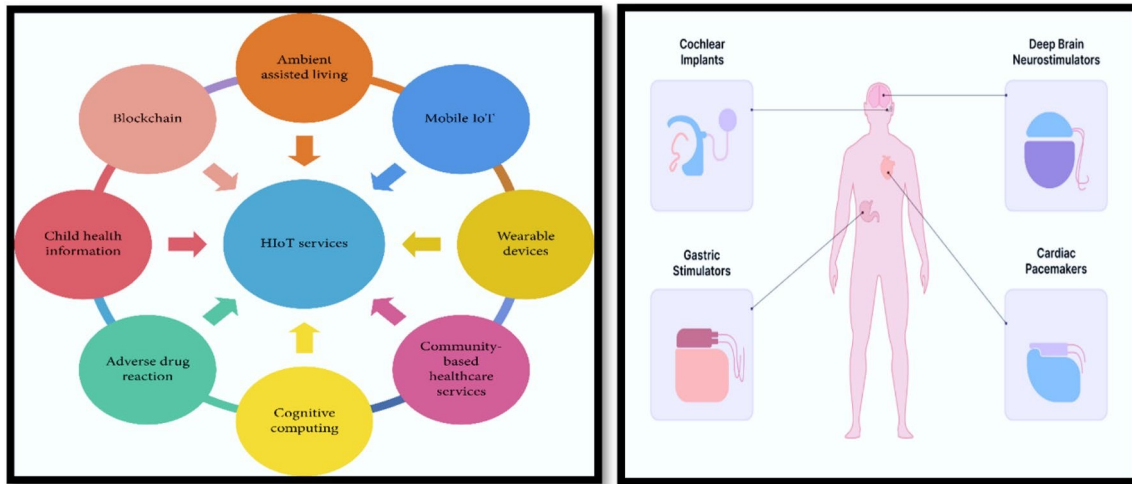 Ambient
assisted living
Mobile IoT
Wearable
devices
Community-
based
healthcare
services
Cognitive
computing
Adverse drug
reaction
Child health
information
Blockchain
HIoT services
Cochlear
Implants
Deep Brain
Neurostimulators
Gastric
Stimulators
Cardiac
Pacemakers